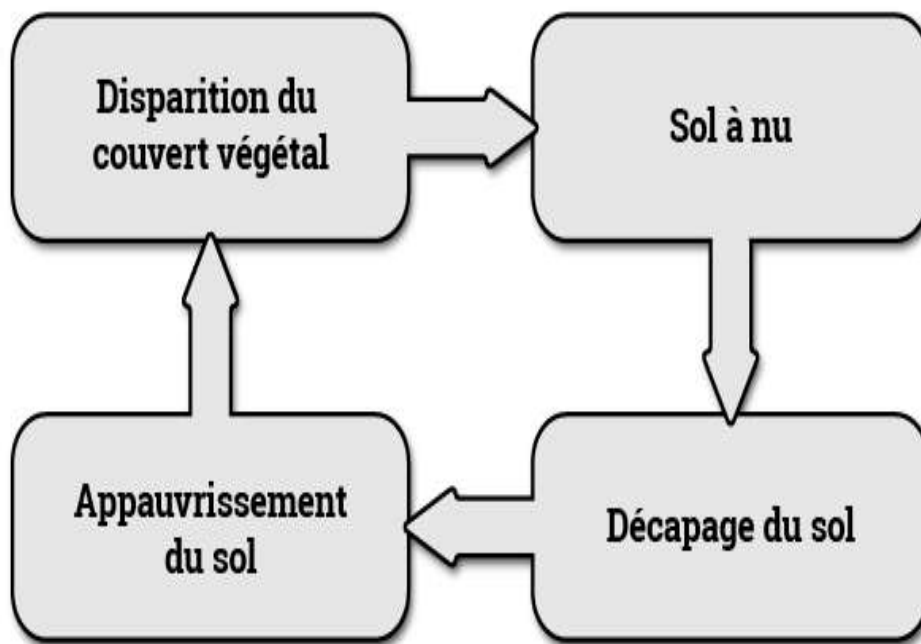 Disparition du
couvert végétal
Sol à nu
Décapage du sol
Appauvrissement
du sol